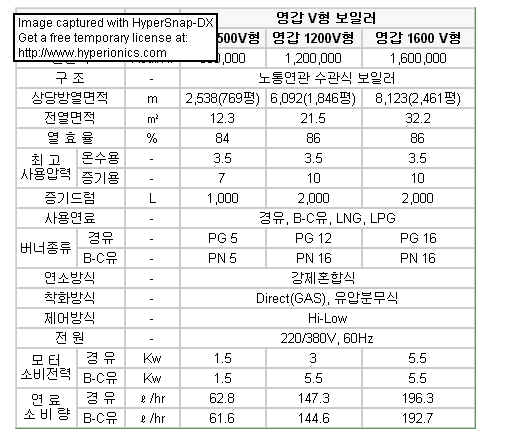 Image captured with HyperSnap-DX
Get a free temporary license at:
http://www.hyperionics.com
명갑 V형 보일러
500V형 명갑 1200V형 명갑 1600 V형
1,200,000 1,600,000
구 조 - 노통연관 수관식 보일러
상당방열면적 m 2,538(769평) 6,092(1,846평) 8,123(2,461평)
전열면적 ㎡ 12.3 21.5 32.2
열 효 율 % 84 86 86
최 고 사용압력 온수용 - 3.5 3.5 3.5
증기용 - 7 10 10
증기드럼 L 1,000 2,000 2,000
사용연료 - 경유, B-C유, LNG, LPG
버너종류 경유 - PG 5 PG 12 PG 16
B-C유 - PN 5 PN 16 PN 16
연소방식 - 강제혼합식
착화방식 - Direct(GAS), 유압분무식
제어방식 - Hi-Low
전 원 - 220/380V, 60Hz
모 터 소비전력 경 유 Kw 1.5 3 5.5
B-C유 Kw 1.5 5.5 5.5
연 료 소 비 량 경 유 ℓ /hr 62.8 147.3 196.3
B-C유 ℓ /hr 61.6 144.6 192.7